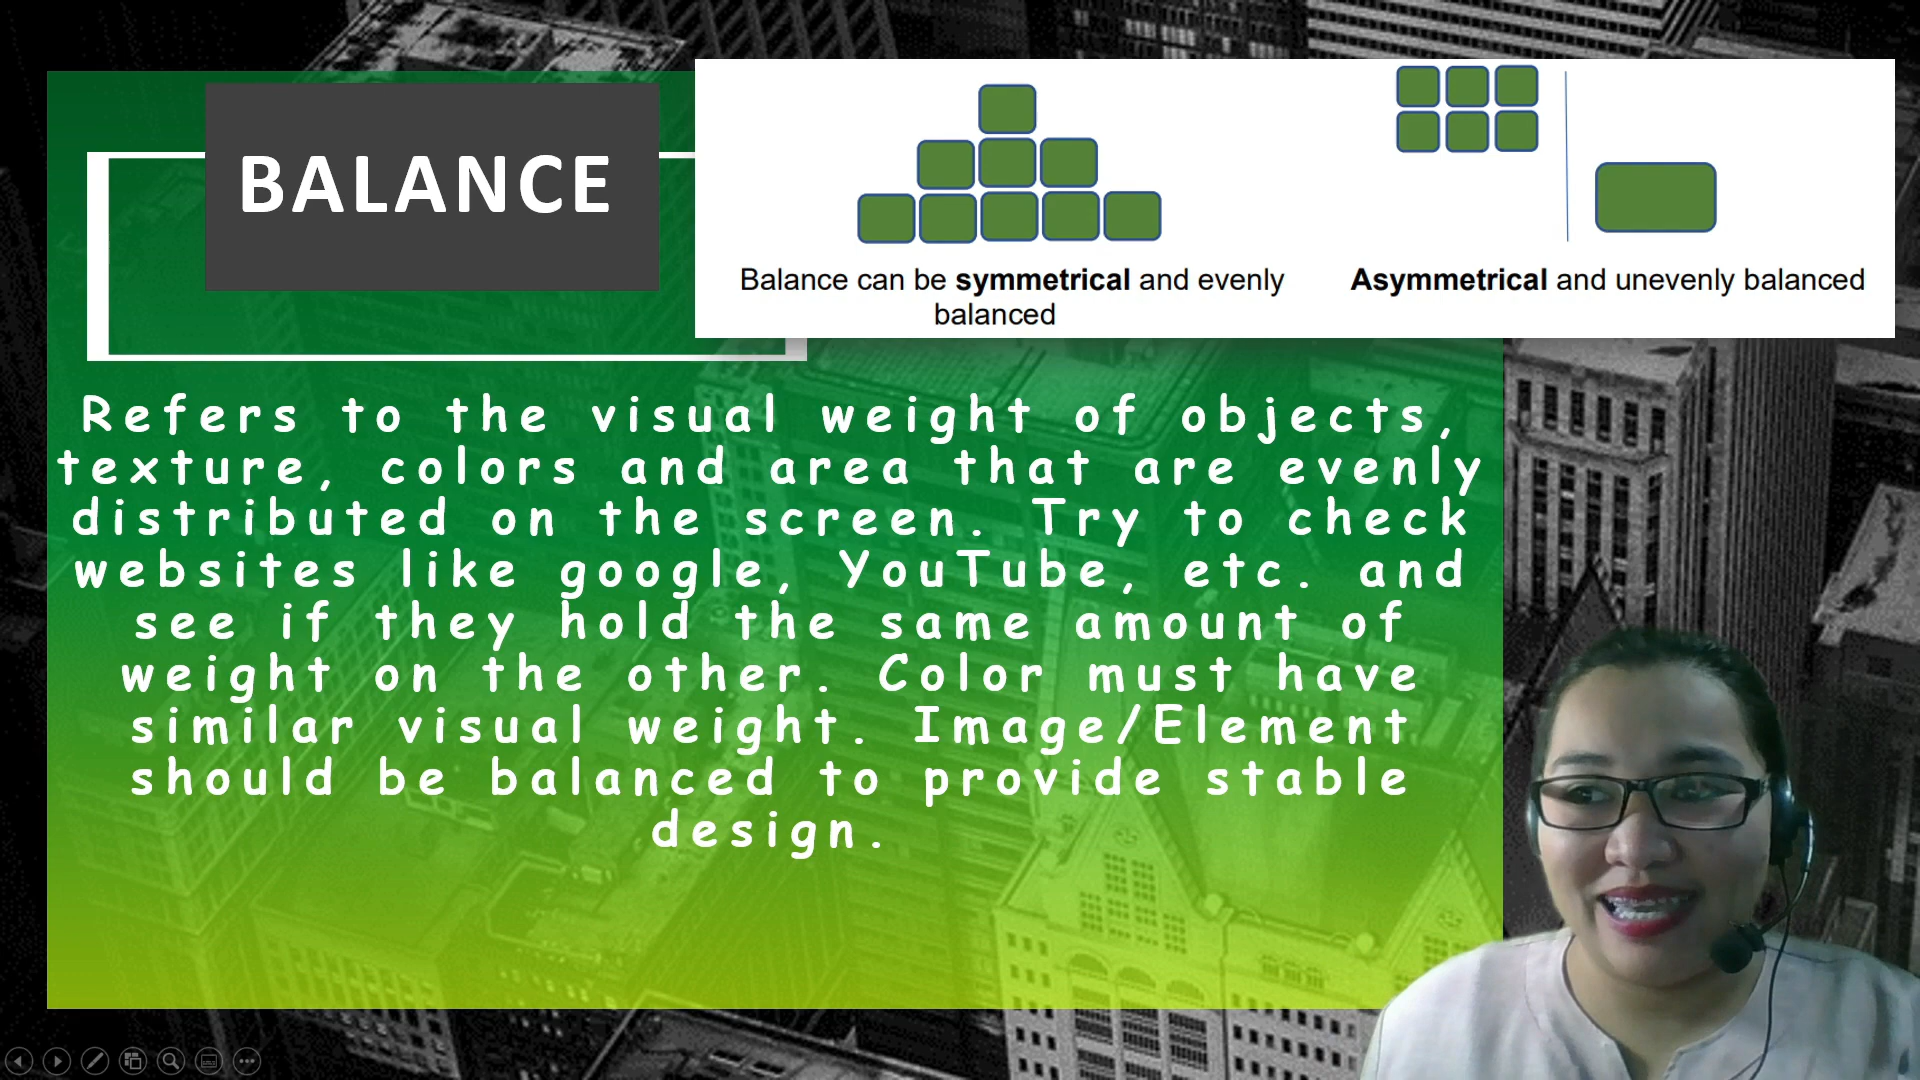 BALANCE
Balance can be symmetrical and evenly
balanced
Asymmetrical and unevenly balanced
Refers to the visual weight of objects,
texture, colors and area that are evenly
distributed on the screen. Try to check
websites like google, YouTube, etc. and
see if they hold the same amount of
weight on the other. Color must have
similar visual weight. Image/Element
should be balanced to provide stable
design.